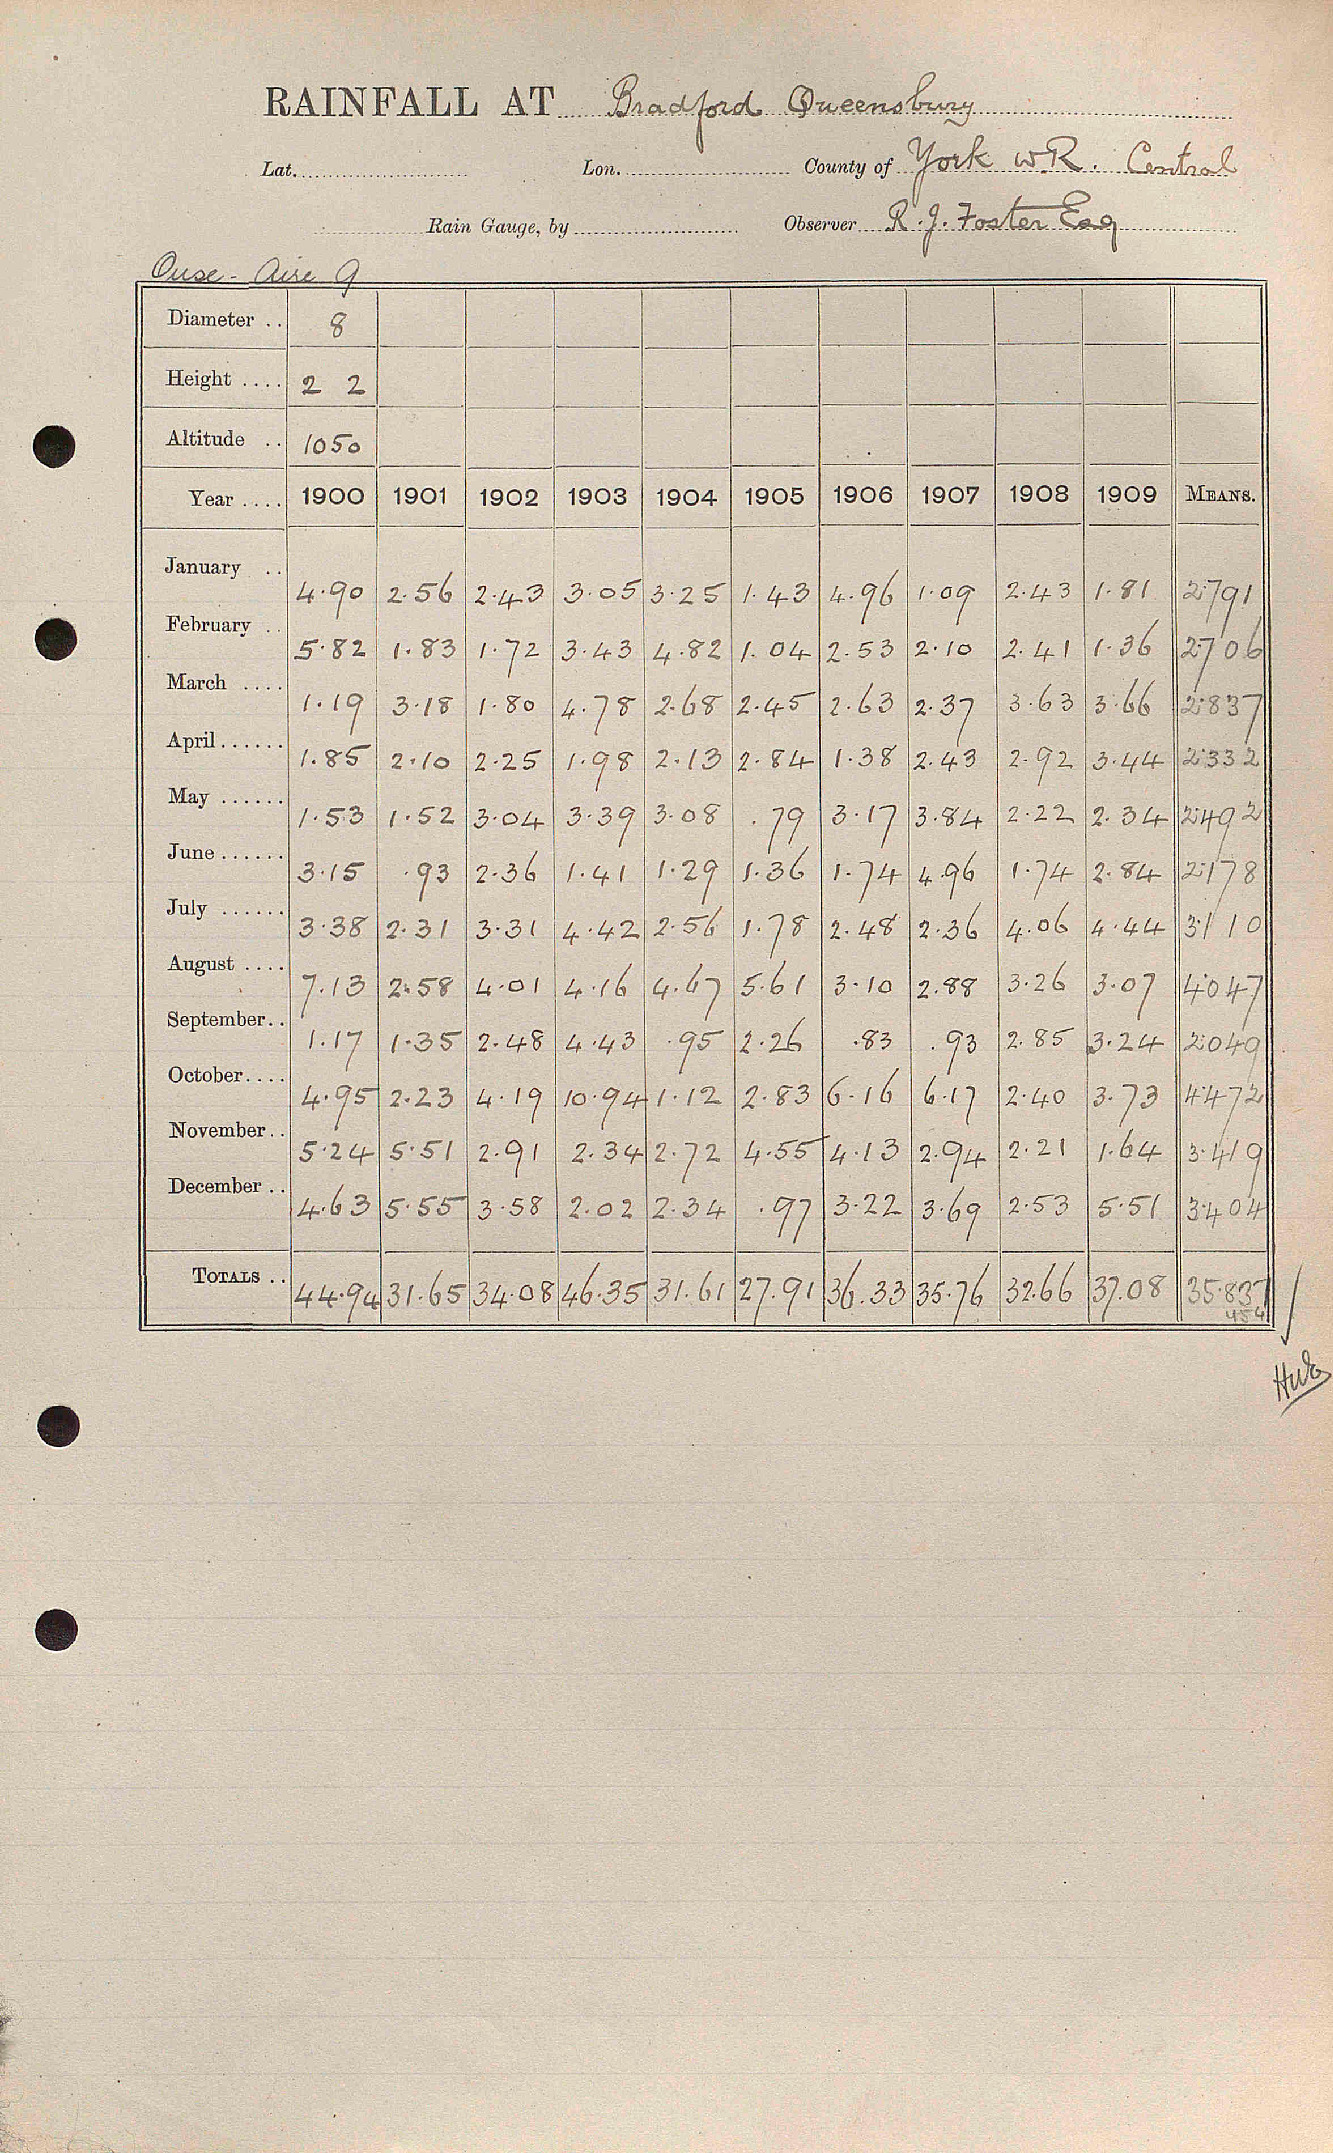 RAINFALL AT Bradford Queensbury
Lat. Lon. County of York W.R. Central
Rain Gauge, by Observer R. J. Foster Esq
Ouse - Aire 9
Diameter .. 8
Height .... 2 2
Altitude .. 1050
Year .... 1900 1901 1902 1903 1904 1905 1906 1907 1908 1909 MEANS.
January .. 4.90 2.56 2.43 3.05 3.25 1.43 4.96 1.09 2.43 1.81 2.791
February .. 5.82 1.83 1.72 3.43 4.82 1.04 2.53 2.10 2.41 1.36 2.706
March .... 1.19 3.18 1.80 4.78 2.68 2.45 2.63 2.37 3.63 3.66 2.837
April...... 1.85 2.10 2.25 1.98 2.13 2.84 1.38 2.43 2.92 3.44 2.332
May ...... 1.53 1.52 3.04 3.39 3.08 .79 3.17 3.84 2.22 2.34 2.492
June...... 3.15 .93 2.36 1.41 1.29 1.36 1.74 4.96 1.74 2.84 2.178
July ...... 3.38 2.31 3.31 4.42 2.56 1.78 2.48 2.36 4.06 4.44 3.110
August .... 7.13 2.58 4.01 4.16 4.67 5.61 3.10 2.88 3.26 3.07 4.047
September.. 1.17 1.35 2.48 4.43 .95 2.26 .83 .93 2.85 3.24 2.049
October.... 4.95 2.23 4.19 10.94 1.12 2.83 6.16 6.17 2.40 3.73 4.472
November.. 5.24 5.51 2.91 2.34 2.72 4.55 4.13 2.94 2.21 1.64 3.419
December .. 4.63 5.55 3.58 2.02 2.34 .97 3.22 3.69 2.53 5.51 3.404
TOTALS .. 44.94 31.65 34.08 46.35 31.61 27.91 36.33 35.76 32.66 37.08 35.837